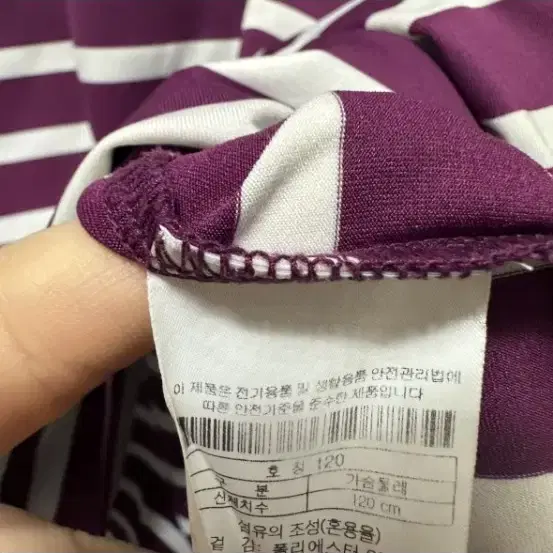 이 제품은 전기용품 및 생활용품 안전관리법에
따른 안전기준을 준수한 제품입니다
호 칭 120
구 분 가슴둘레
신체치수 120 cm
섬유의 조성(혼용율)
겉 감: 폴리에스터